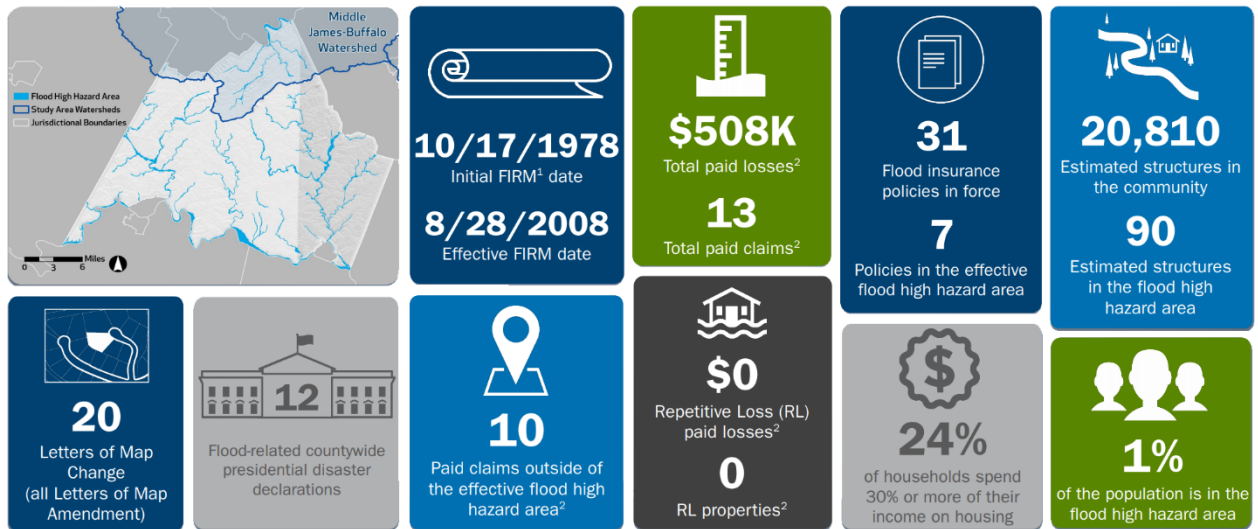 Middle
James-Buffalo
Watershed
Flood High Hazard Area
Study Area Watersheds
Jurisdictional Boundaries
Miles
0 3 6
10/17/1978
Initial FIRM¹ date
8/28/2008
Effective FIRM date
$508K
Total paid losses²
13
Total paid claims²
31
Flood insurance
policies in force
7
Policies in the effective
flood high hazard area
20,810
Estimated structures in
the community
90
Estimated structures
in the flood high
hazard area
20
Letters of Map
Change
(all Letters of Map
Amendment)
12
Flood-related countywide
presidential disaster
declarations
10
Paid claims outside of
the effective flood high
hazard area²
$0
Repetitive Loss (RL)
paid losses²
0
RL properties²
$
24%
of households spend
30% or more of their
income on housing
1%
of the population is in the
flood high hazard area